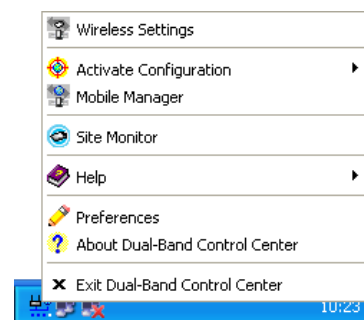 Wireless Settings
Activate Configuration
Mobile Manager
Site Monitor
Help
Preferences
About Dual-Band Control Center
Exit Dual-Band Control Center
10:23